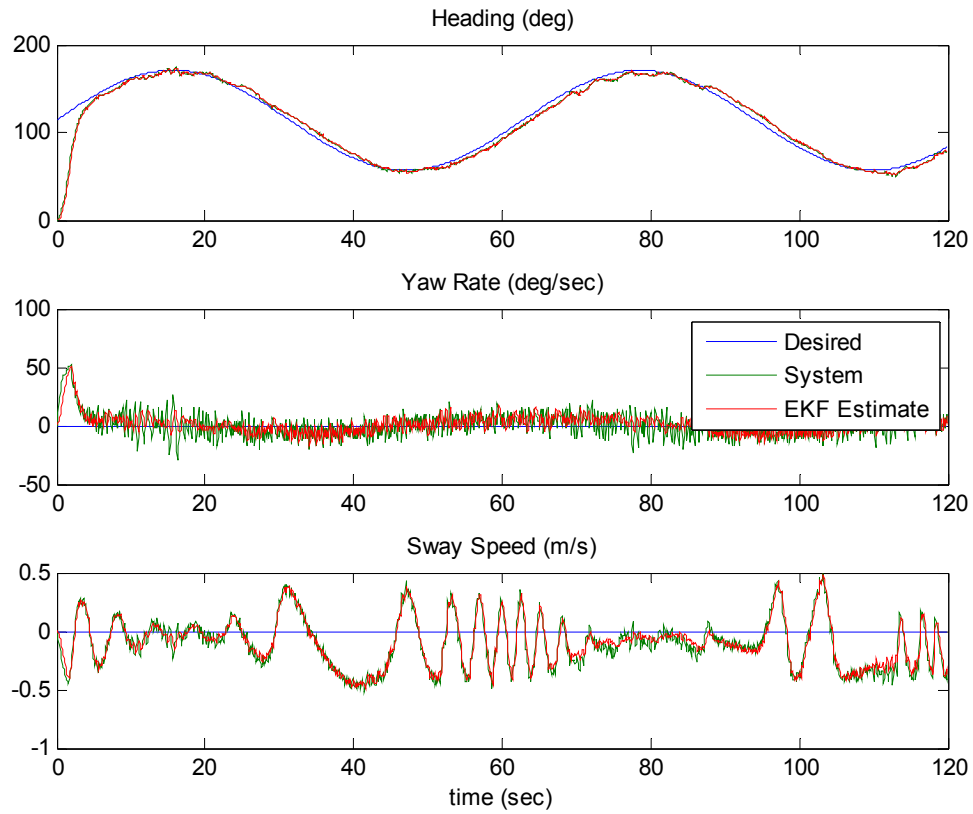 Heading (deg)
200
100
0
0 20 40 60 80 100 120
Yaw Rate (deg/sec)
100
50
0
-50
Desired
System
EKF Estimate
0 20 40 60 80 100 120
Sway Speed (m/s)
0.5
0
-0.5
-1
0 20 40 60 80 100 120
time (sec)